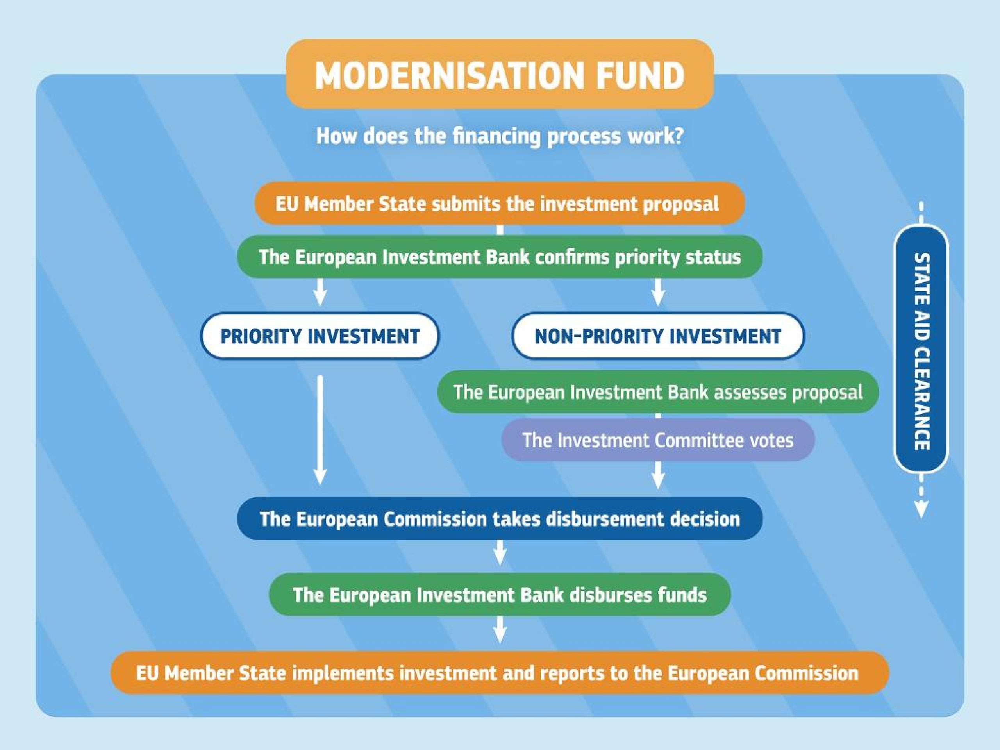 MODERNISATION FUND
How does the financing process work?
EU Member State submits the investment proposal
The European Investment Bank confirms priority status
PRIORITY INVESTMENT
NON-PRIORITY INVESTMENT
The European Investment Bank assesses proposal
The Investment Committee votes
STATE AID CLEARANCE
The European Commission takes disbursement decision
The European Investment Bank disburses funds
EU Member State implements investment and reports to the European Commission